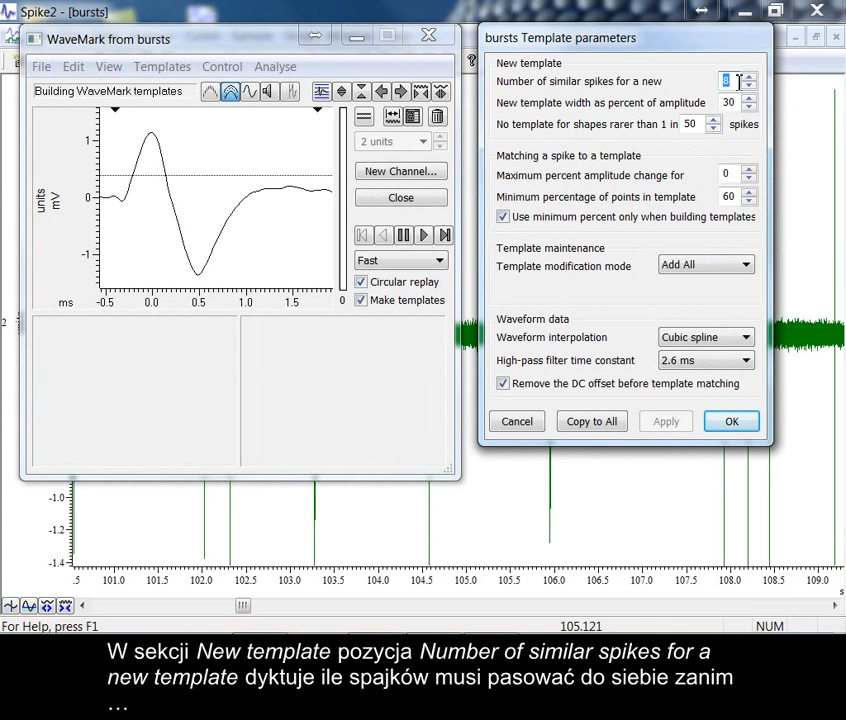 Spike2 - [bursts]
WaveMark from bursts
File Edit View Templates Control Analyse
Building WaveMark templates
1
0
-1
units
mV
ms
-0.5 0.0 0.5 1.0 1.5
0
2 units
New Channel...
Close
Fast
Circular replay
Make templates
bursts Template parameters
New template
Number of similar spikes for a new
8
New template width as percent of amplitude
30
No template for shapes rarer than 1 in 50 spikes
Matching a spike to a template
Maximum percent amplitude change for
0
Minimum percentage of points in template
60
Use minimum percent only when building templates
Template maintenance
Template modification mode
Add All
Waveform data
Waveform interpolation
Cubic spline
High-pass filter time constant
2.6 ms
Remove the DC offset before template matching
Cancel Copy to All Apply OK
2
-1.0
-1.2
-1.4
.5 101.0 101.5 102.0 102.5 103.0 103.5 104.0 104.5 105.0 105.5 106.0 106.5 107.0 107.5 108.0 108.5 109.0
s
For Help, press F1
105.121
NUM
W sekcji New template pozycja Number of similar spikes for a
new template dyktuje ile spajków musi pasować do siebie zanim
…